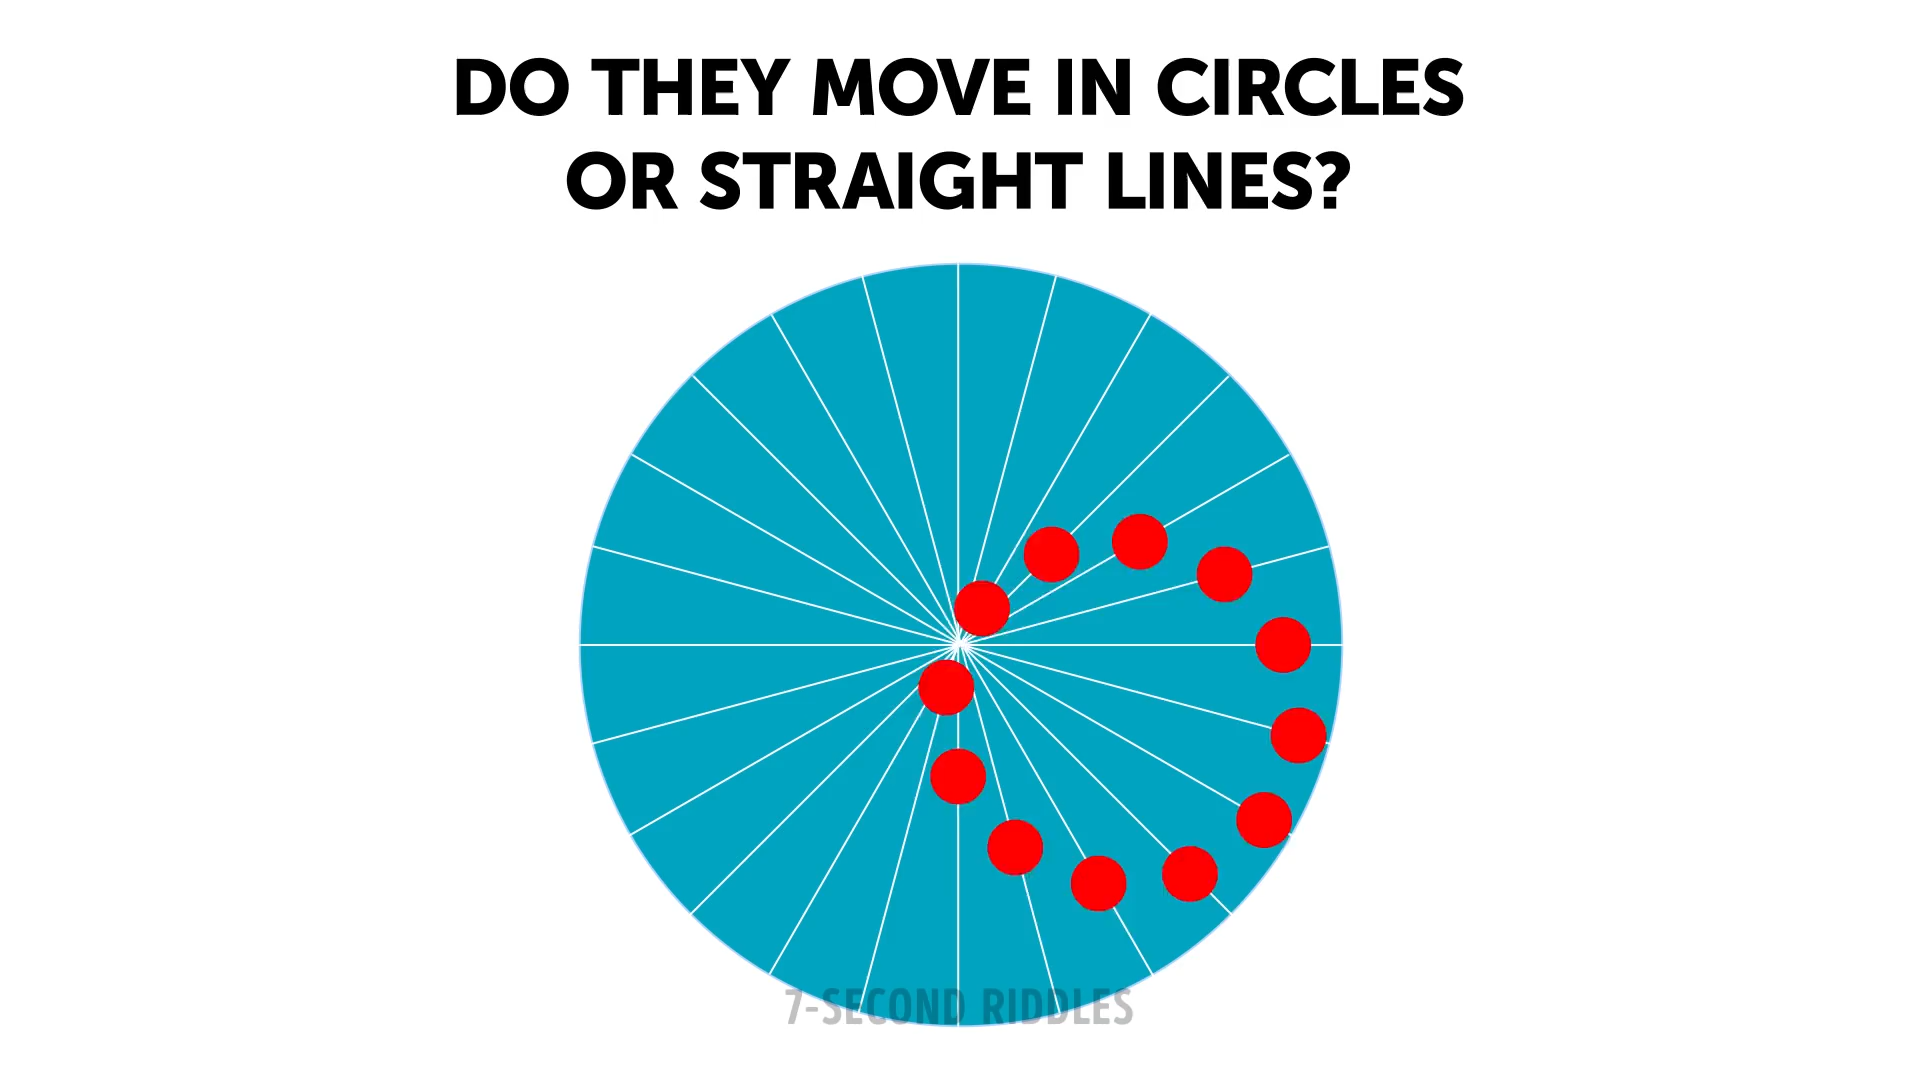 DO THEY MOVE IN CIRCLES
OR STRAIGHT LINES?
7-SECOND RIDDLES